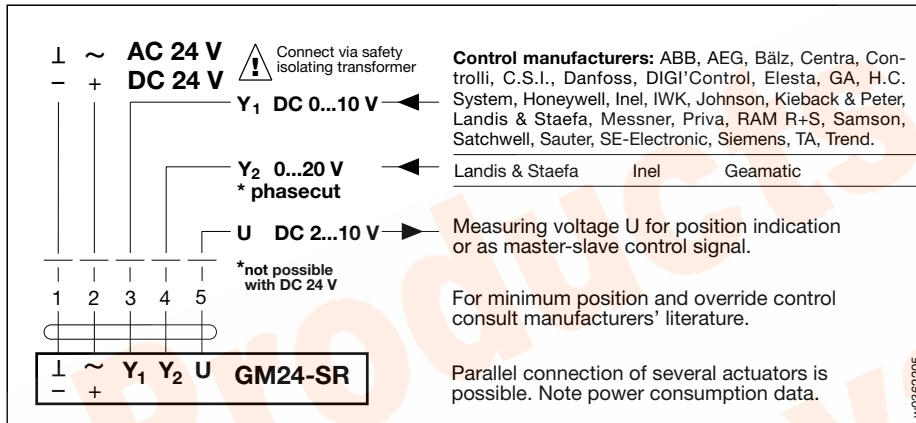 ⊥ ~ AC 24 V
– + DC 24 V
Connect via safety
isolating transformer
Y1 DC 0...10 V
Y2 0...20 V
* phasecut
U DC 2...10 V
*not possible
with DC 24 V
1 2 3 4 5
⊥ ~ Y1 Y2 U GM24-SR
– +
Control manufacturers: ABB, AEG, Bälz, Centra, Con-
trolli, C.S.I., Danfoss, DIGI'Control, Elesta, GA, H.C.
System, Honeywell, Inel, IWK, Johnson, Kieback & Peter,
Landis & Staefa, Messner, Priva, RAM R+S, Samson,
Satchwell, Sauter, SE-Electronic, Siemens, TA, Trend.
Landis & Staefa Inel Geamatic
Measuring voltage U for position indication
or as master-slave control signal.
For minimum position and override control
consult manufacturers' literature.
Parallel connection of several actuators is
possible. Note power consumption data.
Products